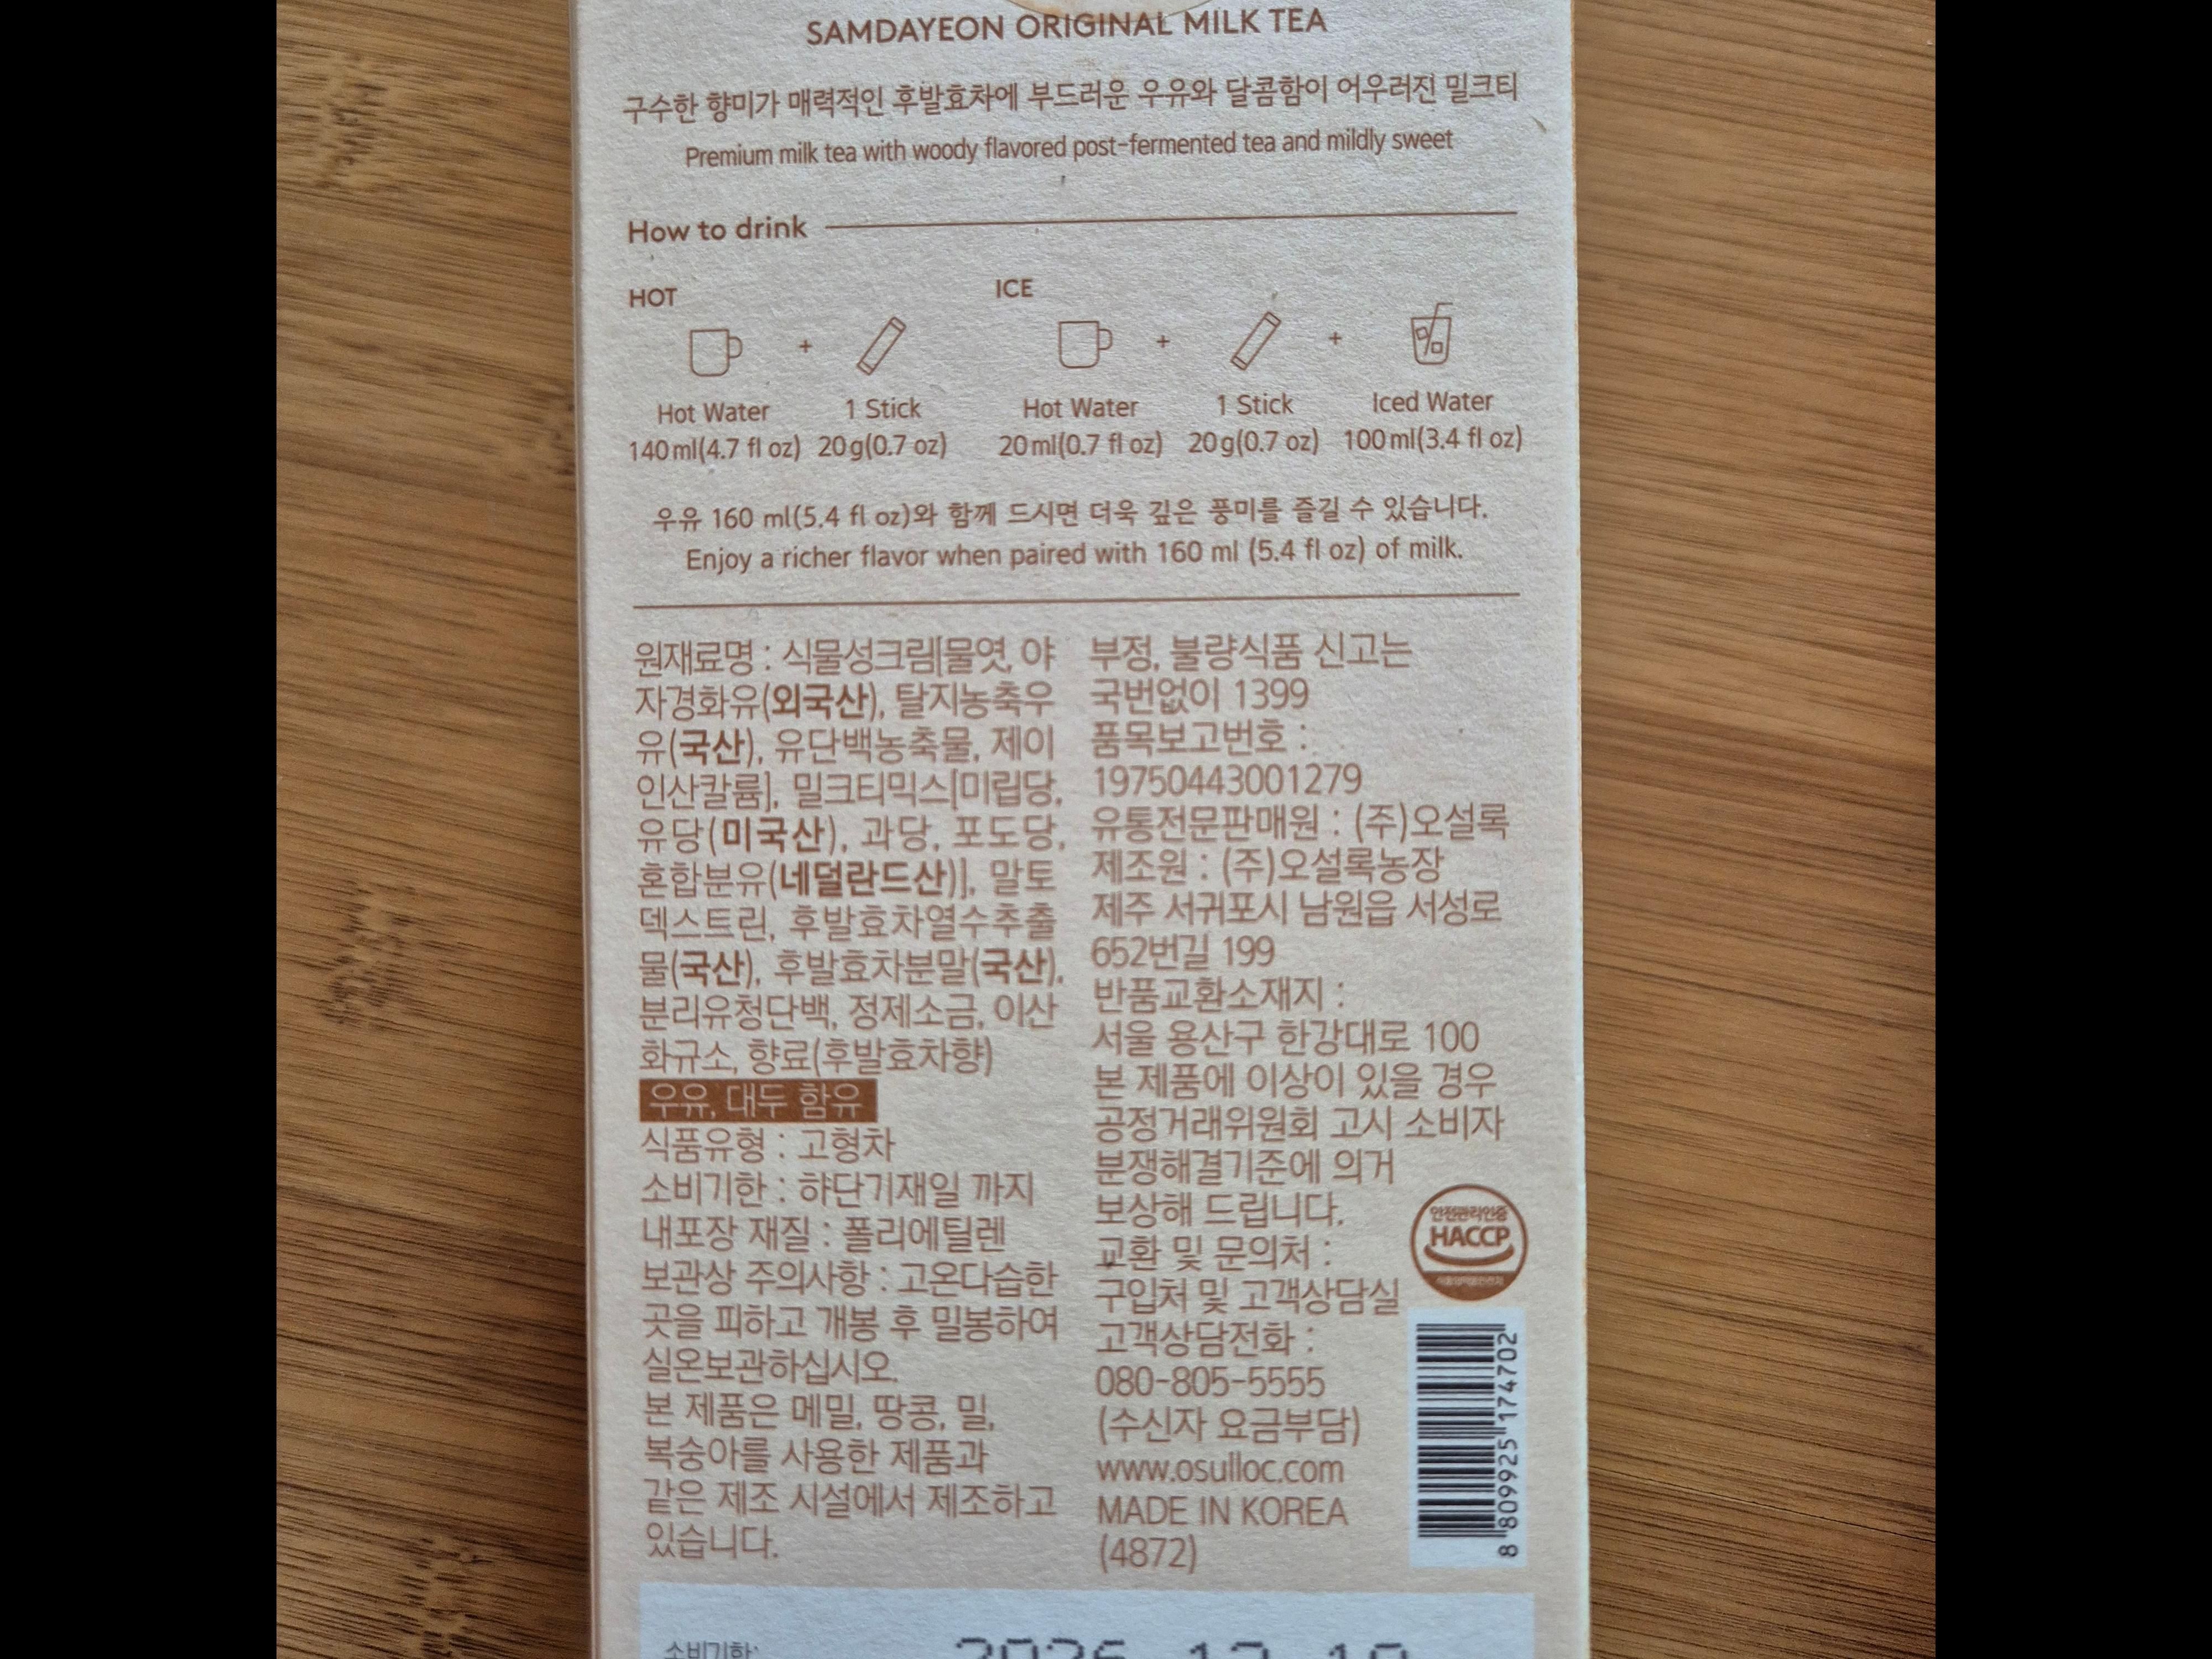 SAMDAYEON ORIGINAL MILK TEA
구수한 향미가 매력적인 후발효차에 부드러운 우유와 달콤함이 어우러진 밀크티
Premium milk tea with woody flavored post-fermented tea and mildly sweet
How to drink
HOT
Hot Water + 1 Stick
140ml(4.7 fl oz) 20g(0.7 oz)
ICE
Hot Water + 1 Stick + Iced Water
20ml(0.7 fl oz) 20g(0.7 oz) 100ml(3.4 fl oz)
우유 160 ml(5.4 fl oz)와 함께 드시면 더욱 깊은 풍미를 즐길 수 있습니다.
Enjoy a richer flavor when paired with 160 ml (5.4 fl oz) of milk.
원재료명 : 식물성크림[물엿, 야
자경화유(외국산), 탈지농축우
유(국산), 유단백농축물, 제이
인산칼륨], 밀크티믹스[미립당,
유당(미국산), 과당, 포도당,
혼합분유(네덜란드산)], 말토
덱스트린, 후발효차열수추출
물(국산), 후발효차분말(국산),
분리유청단백, 정제소금, 이산
화규소, 향료(후발효차향)
우유, 대두 함유
식품유형 : 고형차
소비기한 : 햐단기재일 까지
내포장 재질 : 폴리에틸렌
보관상 주의사항 : 고온다습한
곳을 피하고 개봉 후 밀봉하여
실온보관하십시오.
본 제품은 메밀, 땅콩, 밀,
복숭아를 사용한 제품과
같은 제조 시설에서 제조하고
있습니다.
부정, 불량식품 신고는
국번없이 1399
품목보고번호 :
19750443001279
유통전문판매원 : (주)오설록
제조원 : (주)오설록농장
제주 서귀포시 남원읍 서성로
652번길 199
반품교환소재지 :
서울 용산구 한강대로 100
본 제품에 이상이 있을 경우
공정거래위원회 고시 소비자
분쟁해결기준에 의거
보상해 드립니다.
교환 및 문의처 :
구입처 및 고객상담실
고객상담전화 :
080-805-5555
(수신자 요금부담)
www.osulloc.com
MADE IN KOREA
(4872)
안전관리인증
HACCP
8 809925 174702
소비기한: